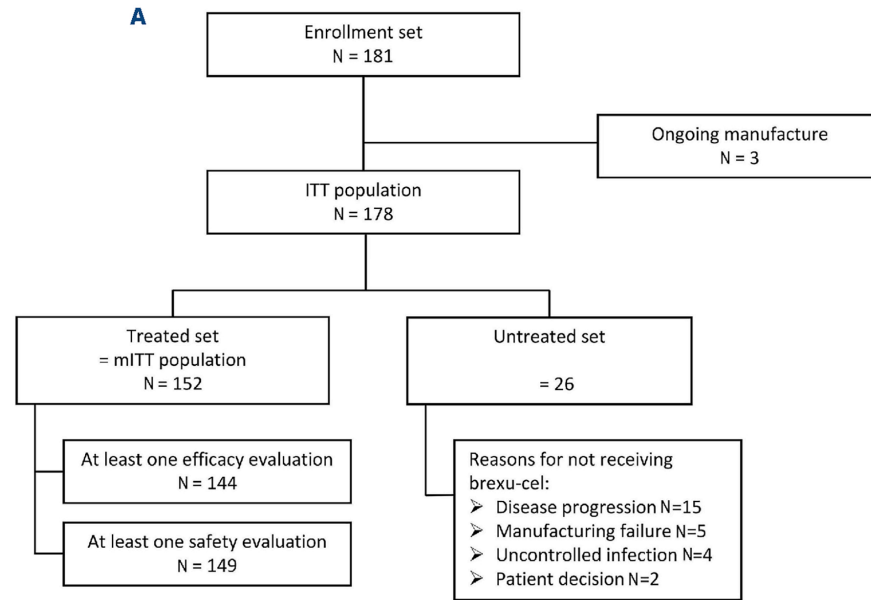 A
Enrollment set
N = 181
Ongoing manufacture
N = 3
ITT population
N = 178
Treated set
= mITT population
N = 152
Untreated set
= 26
At least one efficacy evaluation
N = 144
At least one safety evaluation
N = 149
Reasons for not receiving
brexu-cel:
➢ Disease progression N=15
➢ Manufacturing failure N=5
➢ Uncontrolled infection N=4
➢ Patient decision N=2